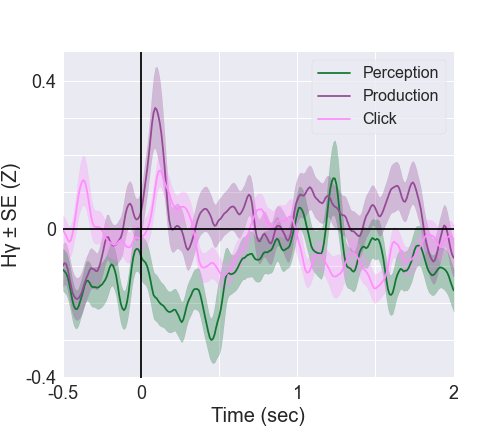 Perception
Production
Click
Hγ ± SE (Z)
0.4
0
-0.4
-0.5
0
1
2
Time (sec)